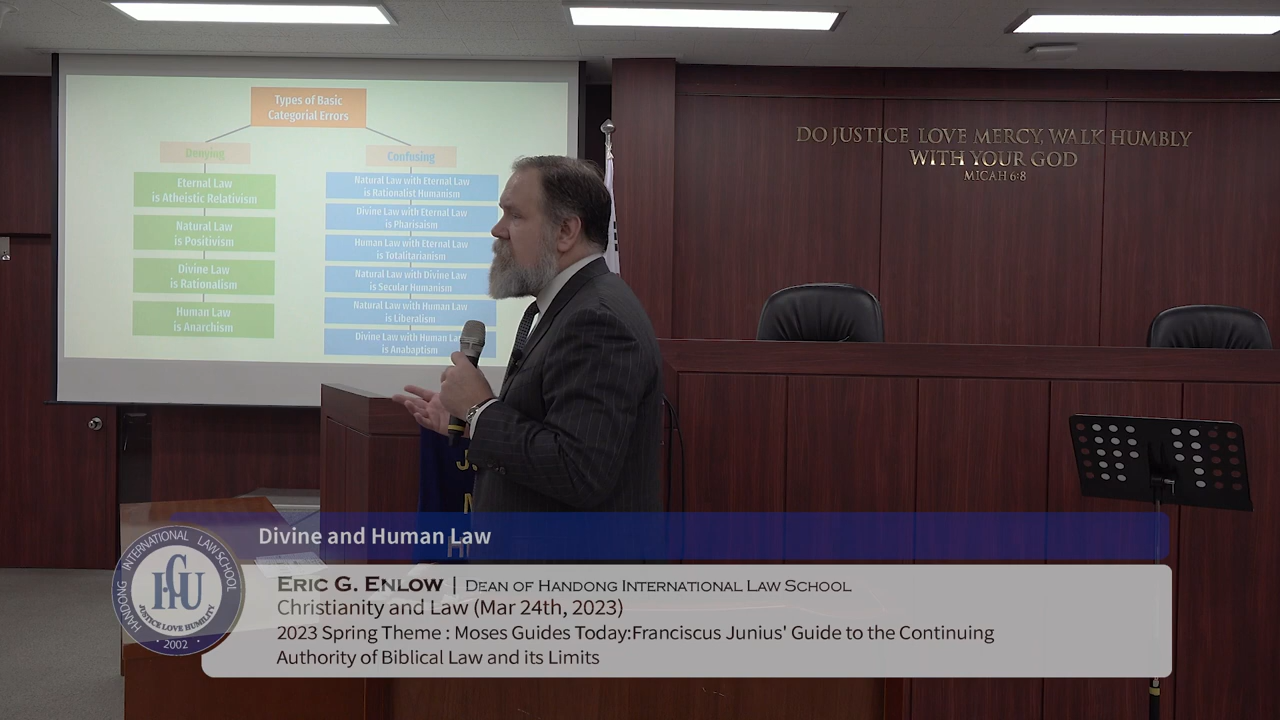 Types of Basic
Categorial Errors
Denying
Eternal Law
is Atheistic Relativism
Natural Law
is Positivism
Divine Law
is Rationalism
Human Law
is Anarchism
Confusing
Natural Law with Eternal Law
is Rationalist Humanism
Divine Law with Eternal Law
is Pharisaism
Human Law with Eternal Law
is Totalitarianism
Natural Law with Divine Law
is Secular Humanism
Natural Law with Human Law
is Liberalism
Divine Law with Human
is Anabaptism
DO JUSTICE LOVE MERCY, WALK HUMBLY
WITH YOUR GOD
MICAH 6:8
Divine and Human Law
HANDONG INTERNATIONAL LAW SCHOOL
HGU
JUSTICE LOVE HUMILITY
· 2002 ·
ERIC G. ENLOW | DEAN OF HANDONG INTERNATIONAL LAW SCHOOL
Christianity and Law (Mar 24th, 2023)
2023 Spring Theme : Moses Guides Today:Franciscus Junius' Guide to the Continuing
Authority of Biblical Law and its Limits